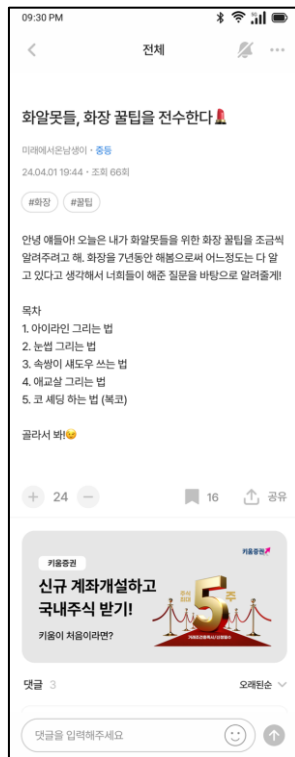 09:30 PM
전체
화알못들, 화장 꿀팁을 전수한다
미래에서온남생이 · 중등
24.04.01 19:44 · 조회 66회
#화장 #꿀팁
안녕 얘들아! 오늘은 내가 화알못들을 위한 화장 꿀팁을 조금씩
알려주려고 해. 화장을 7년동안 해봄으로써 어느정도는 다 알
고 있다고 생각해서 너희들이 해준 질문을 바탕으로 알려줄게!
목차
1. 아이라인 그리는 법
2. 눈썹 그리는 법
3. 속쌍이 섀도우 쓰는 법
4. 애교살 그리는 법
5. 코 셰딩 하는 법 (복코)
골라서 봐!
+ 24 −
16 공유
키움증권
키움증권
신규 계좌개설하고
국내주식 받기!
키움이 처음이라면?
5
주
댓글 3
오래된순
댓글을 입력해주세요